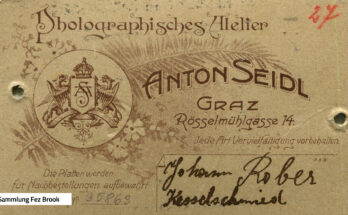 Photographisches Atelier
27
ANTON SEIDL
GRAZ
Rösselmühlgasse 14.
Jede Art Vervielfältigung vorbehalten.
Die Platten werden
für Nachbestellungen aufbewahrt
35863
Johann Rober
Kesselschmied
Sammlung Fez Brook